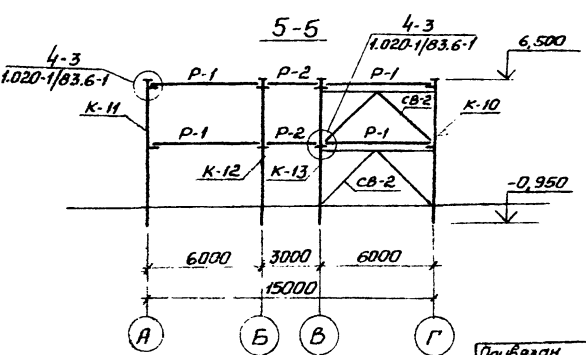 5-5
4-3
1.020-1/83.6-1
4-3
1.020-1/83.6-1
6,500
Р-1
Р-2
Р-1
К-11
СВ-2
К-10
Р-1
Р-2
Р-1
К-12
К-13
СВ-2
-0,950
6000
3000
6000
15000
А
Б
В
Г
Привязан